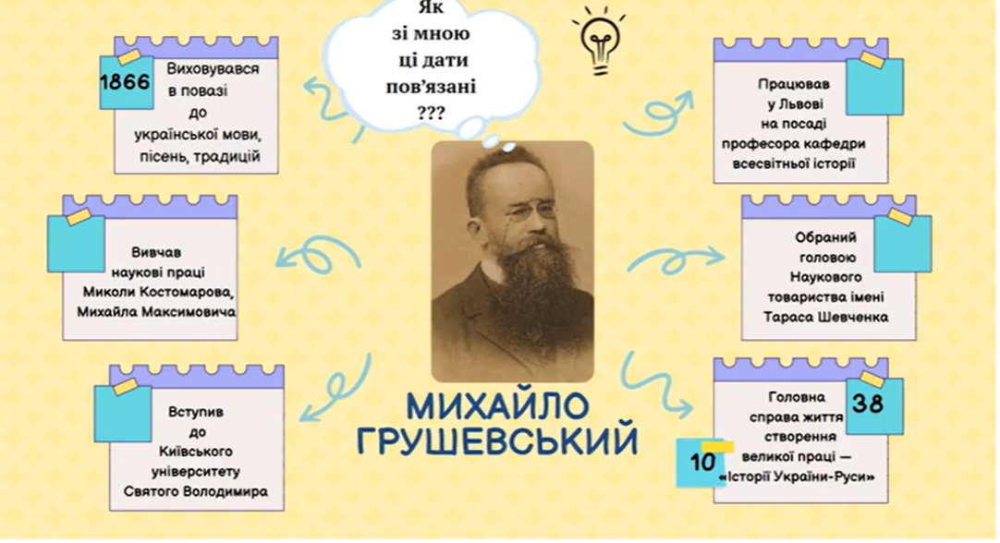 Як
зі мною
ці дати
пов’язані
???
1866
Виховувався
в повазі
до
української мови,
пісень, традицій
Вивчав
наукові праці
Миколи Костомарова,
Михайла Максимовича
Вступив
до
Київського
університету
Святого Володимира
МИХАЙЛО
ГРУШЕВСЬКИЙ
Працював
у Львові
на посаді
професора кафедри
всесвітньої історії
Обраний
головою
Наукового
товариства імені
Тараса Шевченка
38
Головна
справа життя
створення
великої праці —
«Історії України-Руси»
10